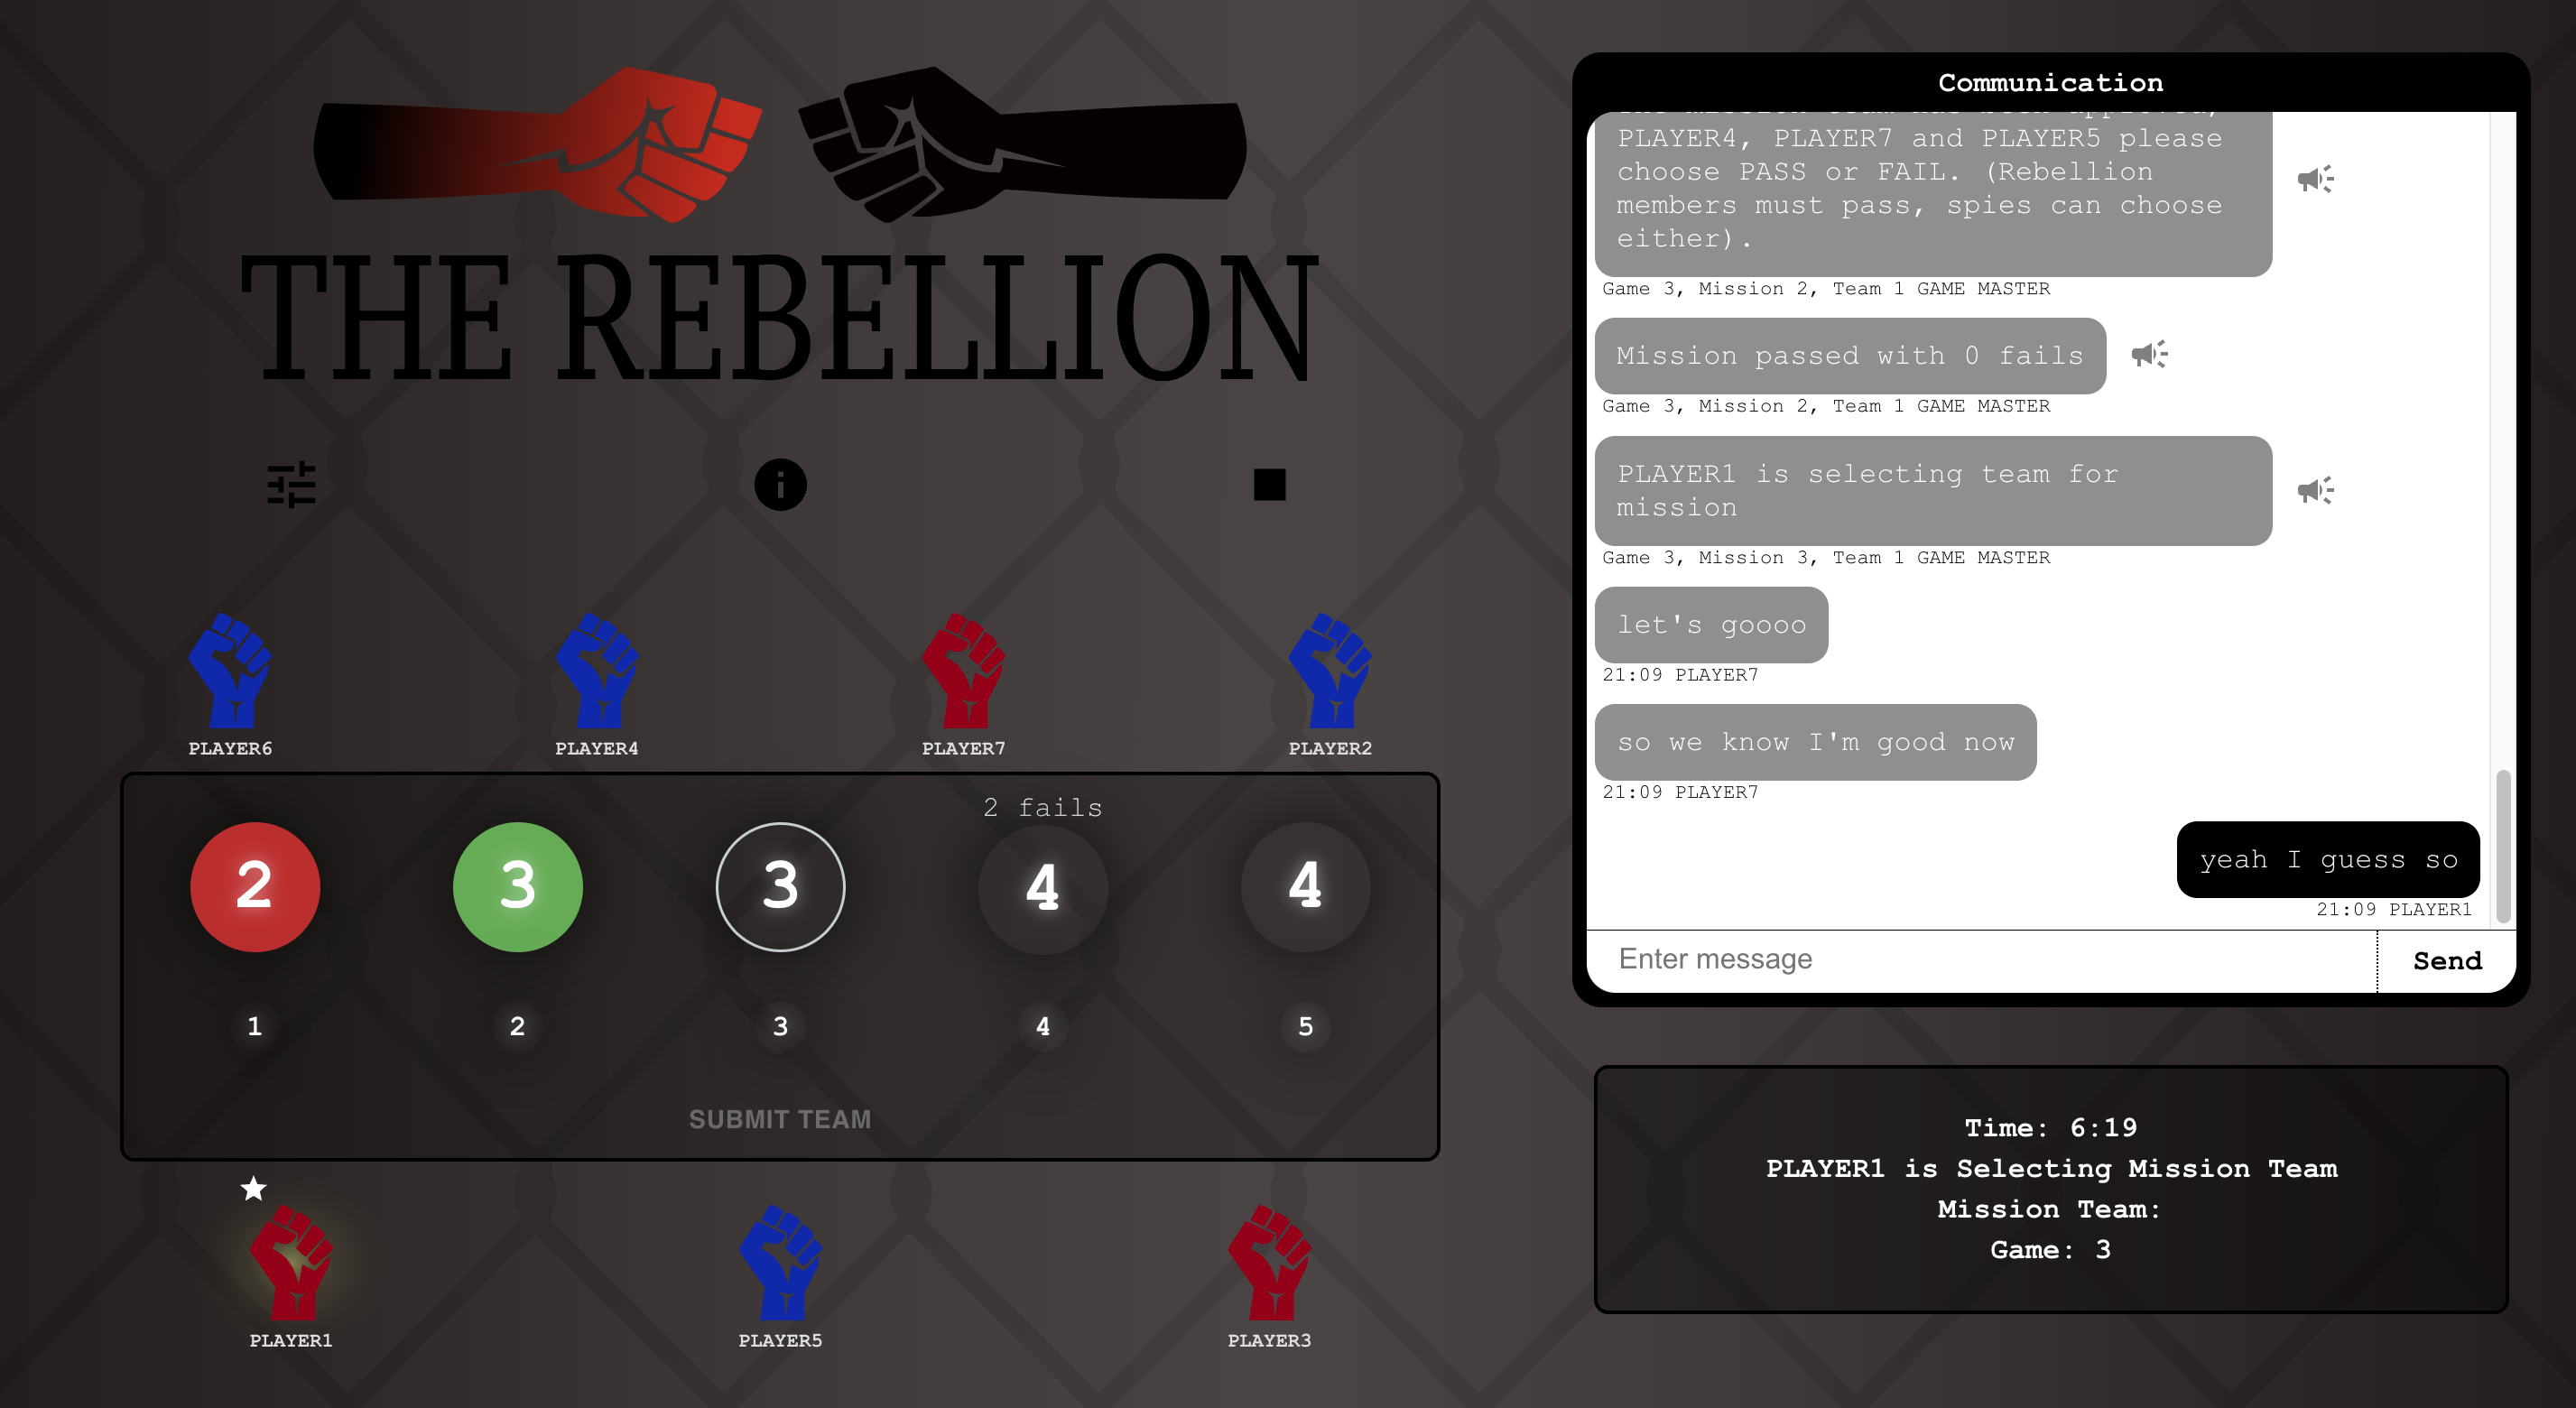 THE REBELLION
PLAYER6
PLAYER4
PLAYER7
PLAYER2
2 fails
2
3
3
4
4
1
2
3
4
5
SUBMIT TEAM
PLAYER1
PLAYER5
PLAYER3
Communication
PLAYER4, PLAYER7 and PLAYER5 please
choose PASS or FAIL. (Rebellion
members must pass, spies can choose
either).
Game 3, Mission 2, Team 1 GAME MASTER
Mission passed with 0 fails
Game 3, Mission 2, Team 1 GAME MASTER
PLAYER1 is selecting team for
mission
Game 3, Mission 3, Team 1 GAME MASTER
let's goooo
21:09 PLAYER7
so we know I'm good now
21:09 PLAYER7
yeah I guess so
21:09 PLAYER1
Enter message
Send
Time: 6:19
PLAYER1 is Selecting Mission Team
Mission Team:
Game: 3